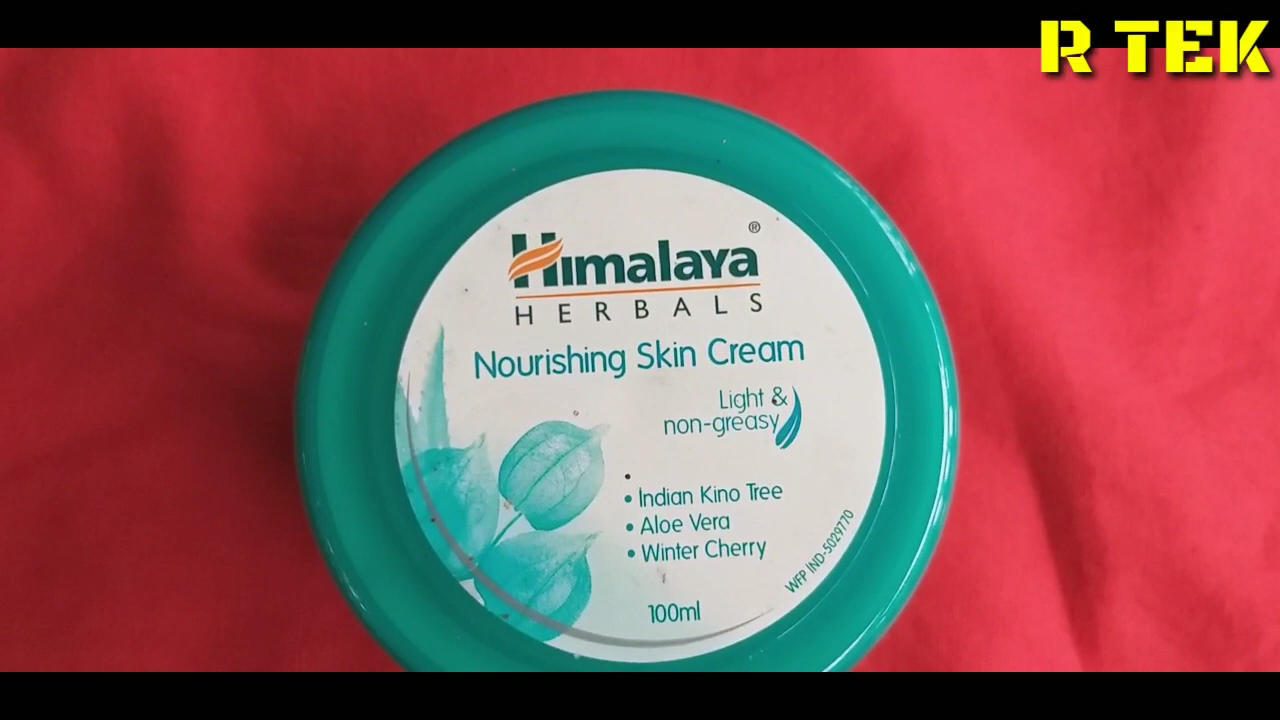 R TEK
Himalaya®
HERBALS
Nourishing Skin Cream
Light &
non-greasy
• Indian Kino Tree
• Aloe Vera
• Winter Cherry
WFP IND-5029770
100ml